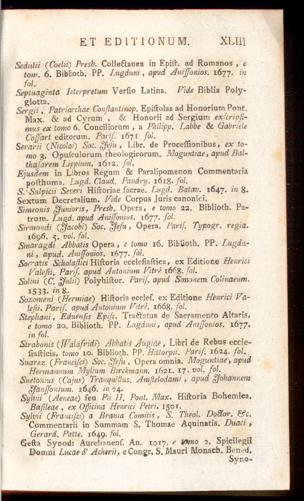 ET EDITIONUM. XLIII
Sedulii (Coelii) Presb. Collectanea in Epist. ad Romanos, e
tom. 6. Biblioth. PP. Lugduni, apud Anissonios. 1677. in
fol.
Septuaginta Interpretum Versio Latina. Vide Biblia Poly-
glotta.
Sergii, Patriarchae Constantinop. Epistolas ad Honorium Pont.
Max. & ad Cyrum, & Honorii ad Sergium excriosi-
mus ex tomo 6. Conciliorum, a Philipp. Labbe & Gabriele
Cossart editorum. Paris. 1671. fol.
Serarii (Nicolai) Soc. Jesu, Libr. de Processionibus, ex to-
mo 3. Opusculorum theologicorum. Moguntiae, apud Bal-
thasarem Lippium, 1612. fol.
Ejusdem in Libros Regum & Paralipomenon Commentaria
posthuma. Lugd. Claud. Landry. 1618. fol.
S. Sulpicii Severi Historiae sacrae. Lugd. Batav. 1647. in 8.
Sextum Decretalium. Vide Corpus Juris canonici.
Simeonis Junioris, Presb. Opera, e tomo 22. Biblioth. Pa-
trum. Lugd. apud Anissonios. 1677. fol.
Sirmondi (Jacobi) Soc. Jesu, Opera. Paris. Typogr. regia.
1696. 5. vol. fol.
Smaragdi Abbatis Opera, e tomo 16. Biblioth. PP. Lugdu-
ni, apud. Anissonios. 1677. fol.
Socratis Scholastici Historia ecclesiastica, ex Editione Henrici
Valesii, Paris. apud Antonium Vitré 1668. fol.
Solini (C. Julii) Polyhistor. Paris. apud Simonem Colinaeum.
1533. in 8.
Sozomeni (Hermiae) Historia eccles. ex Editione Henrici Va-
lesii. Paris. apud Antonium Vitré. 1668. fol.
Stephani, Eduensis Episc. Tractatus de Sacramento Altaris,
e tomo 20. Biblioth. PP. Lugduni, apud Anissonios. 1677.
in fol.
Strabonis (Walafridi) Abbatis Augiae, Libri de Rebus eccle-
siasticis, tomo 10. Biblioth. PP. Hittorpii. Paris. 1624. fol.
Suarez (Francisci) Soc. Jesu, Opera omnia. Moguntiae, apud
Hermannum Mylium Birckmann. 1621. 17. vol. fol.
Suetonius (Cajus) Tranquillus. Amstelodami, apud Johannem
Janssonium. 1646. in 24.
Sylvii (Aeneae) seu Pii II, Pont. Max. Historia Bohemica.
Basileae, ex Officina Henrici Petri. 1501.
Sylvii (Francisci) a Brania Comitis, S. Theol. Doctor. &c.
Commentarii in Summam S. Thomae Aquinatis. Duaci,
Gerard. Patte. 1649. fol.
Gesta Synodi Aurelianens. An. 1017. e tomo 2. Spicilegii
Domni Lucae d' Acherii, e Congr. S. Mauri Monach. Bened.
Syno-